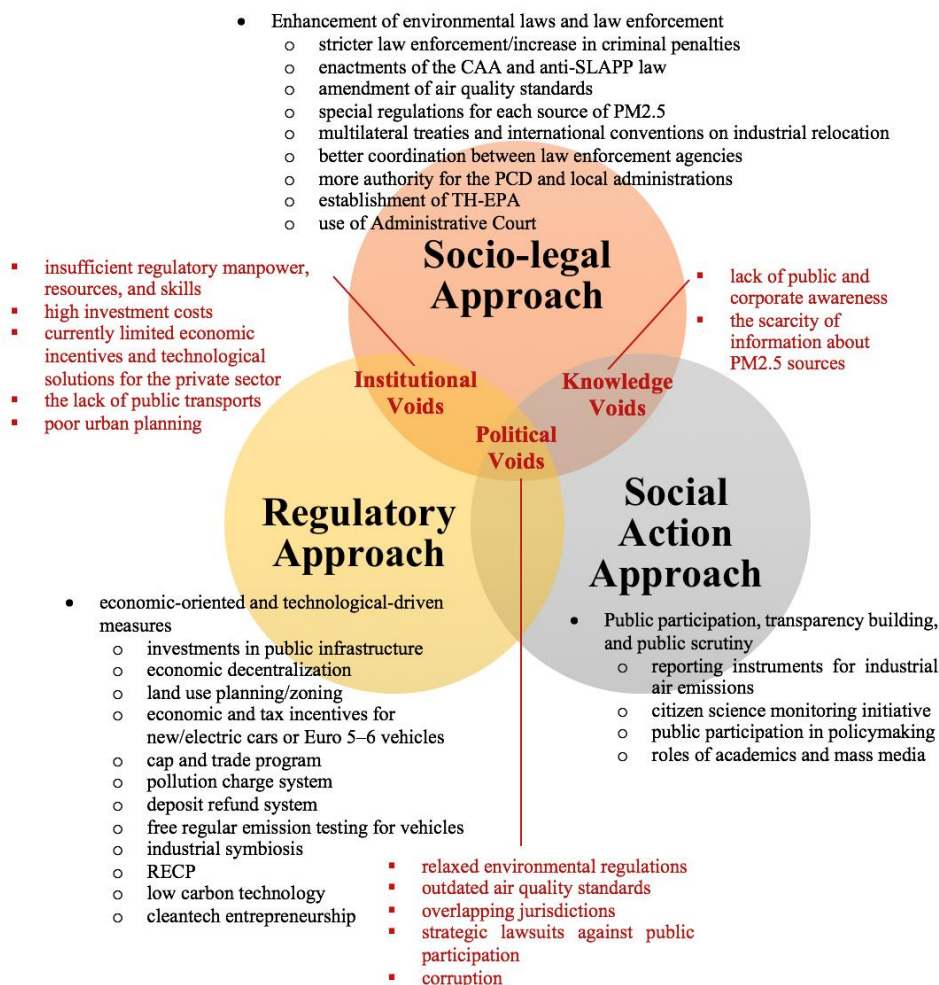 • Enhancement of environmental laws and law enforcement
o stricter law enforcement/increase in criminal penalties
o enactments of the CAA and anti-SLAPP law
o amendment of air quality standards
o special regulations for each source of PM2.5
o multilateral treaties and international conventions on industrial relocation
o better coordination between law enforcement agencies
o more authority for the PCD and local administrations
o establishment of TH-EPA
o use of Administrative Court
Socio-legal
Approach
▪ insufficient regulatory manpower,
resources, and skills
▪ high investment costs
▪ currently limited economic
incentives and technological
solutions for the private sector
▪ the lack of public transports
▪ poor urban planning
▪ lack of public and
corporate awareness
▪ the scarcity of
information about
PM2.5 sources
Institutional
Voids
Knowledge
Voids
Political
Voids
Regulatory
Approach
Social
Action
Approach
• economic-oriented and technological-driven
measures
o investments in public infrastructure
o economic decentralization
o land use planning/zoning
o economic and tax incentives for
new/electric cars or Euro 5–6 vehicles
o cap and trade program
o pollution charge system
o deposit refund system
o free regular emission testing for vehicles
o industrial symbiosis
o RECP
o low carbon technology
o cleantech entrepreneurship
• Public participation, transparency building,
and public scrutiny
o reporting instruments for industrial
air emissions
o citizen science monitoring initiative
o public participation in policymaking
o roles of academics and mass media
▪ relaxed environmental regulations
▪ outdated air quality standards
▪ overlapping jurisdictions
▪ strategic lawsuits against public
participation
▪ corruption